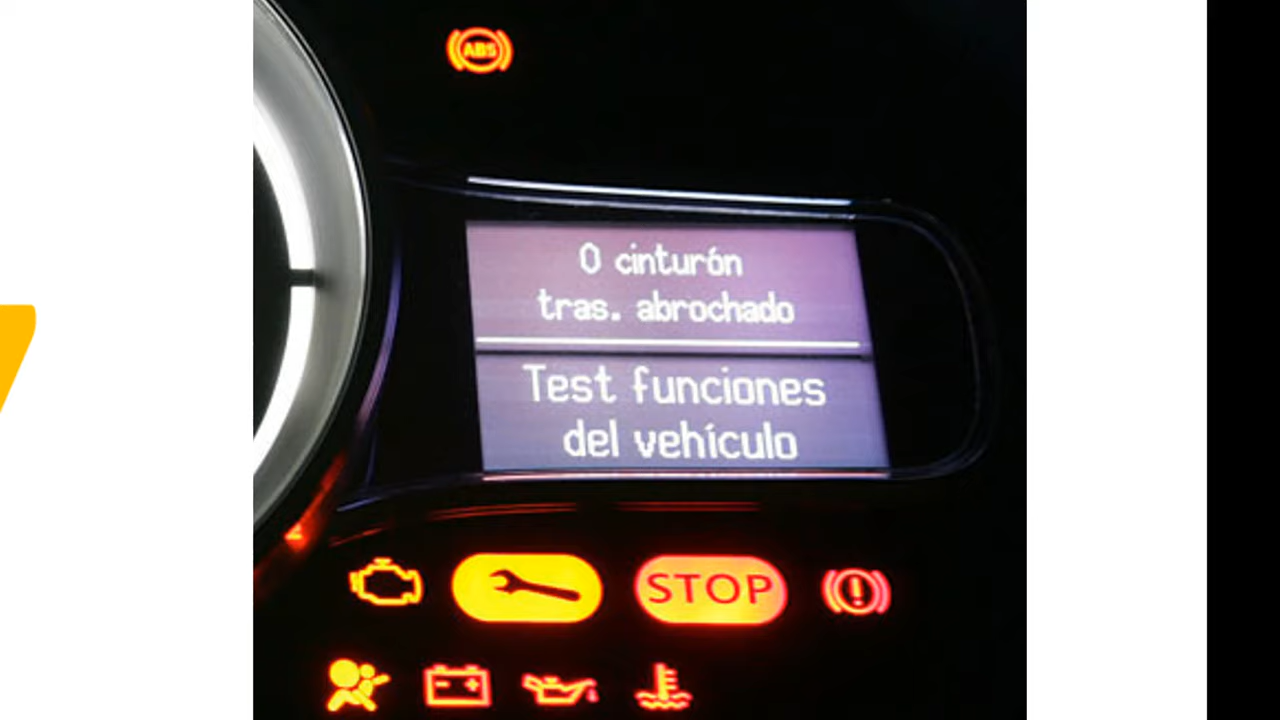 ABS
0 cinturón
tras. abrochado
Test funciones
del vehículo
STOP